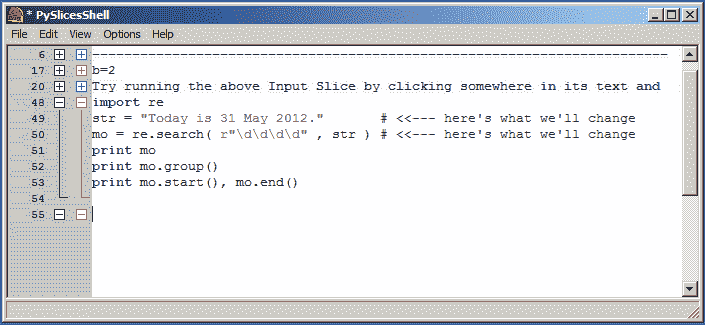 * PySlicesShell
File Edit View Options Help
6 --------------------------------------------------------------------------------
17 b=2
20 Try running the above Input Slice by clicking somewhere in its text and
48 import re
49 str = "Today is 31 May 2012." # <<--- here's what we'll change
50 mo = re.search( r"\d\d\d\d" , str ) # <<--- here's what we'll change
51 print mo
52 print mo.group()
53 print mo.start(), mo.end()
54
55